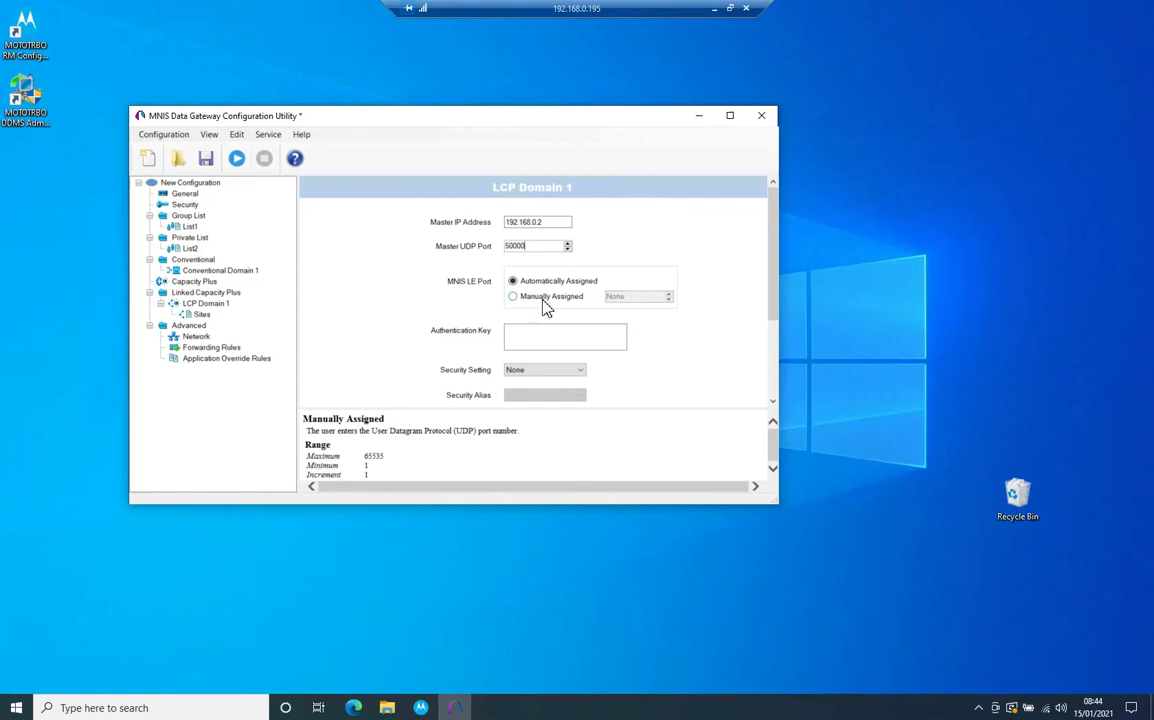 192.168.0.195
MOTOTRBO
RM Config...
MOTOTRBO
DDMS Adm...
MNIS Data Gateway Configuration Utility *
Configuration View Edit Service Help
New Configuration
General
Security
Group List
List1
Private List
List2
Conventional
Conventional Domain 1
Capacity Plus
Linked Capacity Plus
LCP Domain 1
Sites
Advanced
Network
Forwarding Rules
Application Override Rules
LCP Domain 1
Master IP Address 192.168.0.2
Master UDP Port 50000
MNIS LE Port Automatically Assigned
Manually Assigned None
Authentication Key
Security Setting None
Security Alias
Manually Assigned
The user enters the User Datagram Protocol (UDP) port number.
Range
Maximum 65535
Minimum 1
Increment 1
Recycle Bin
Type here to search
08:44
15/01/2021